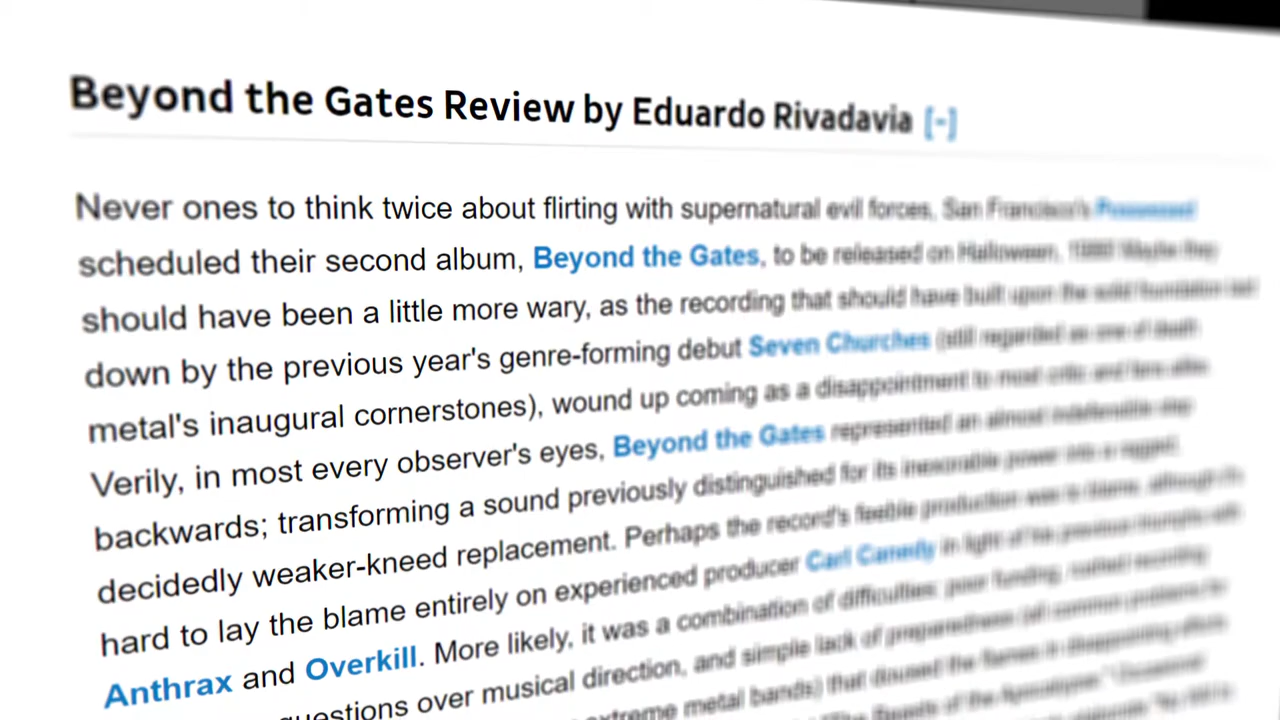 Beyond the Gates Review by Eduardo Rivadavia [-]
Never ones to think twice about flirting with supernatural evil forces, San Francisco's Possessed
scheduled their second album, Beyond the Gates, to be released on Halloween, Maybe they
should have been a little more wary, as the recording that should have built upon the solid foundation laid
down by the previous year's genre-forming debut Seven Churches (still regarded as one of death
metal's inaugural cornerstones), wound up coming as a disappointment to most critic and fans alike.
Verily, in most every observer's eyes, Beyond the Gates represented an almost indefensible step
backwards; transforming a sound previously distinguished for its inexorable power into a ragged,
decidedly weaker-kneed replacement. Perhaps the record's feeble production was to blame, although it's
hard to lay the blame entirely on experienced producer Carl Canedy in light of his previous triumphs with
Anthrax and Overkill. More likely, it was a combination of difficulties: poor funding, rushed recording
questions over musical direction, and simple lack of preparedness (all common problems for
extreme metal bands) that doused the flames in disappointing
of the Apocalypse."